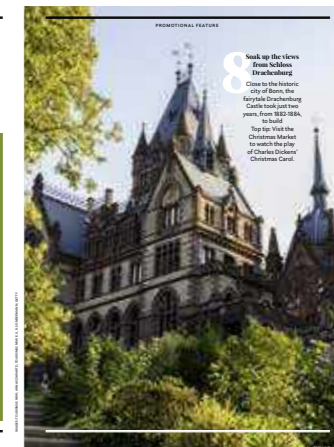 PROMOTIONAL FEATURE
8
Soak up the views
from Schloss
Drachenburg
Close to the historic
city of Bonn, the
fairytale Drachenburg
Castle took just two
years, from 1882-1884,
to build
Top tip: Visit the
Christmas Market
to watch the play
of Charles Dickens'
Christmas Carol.